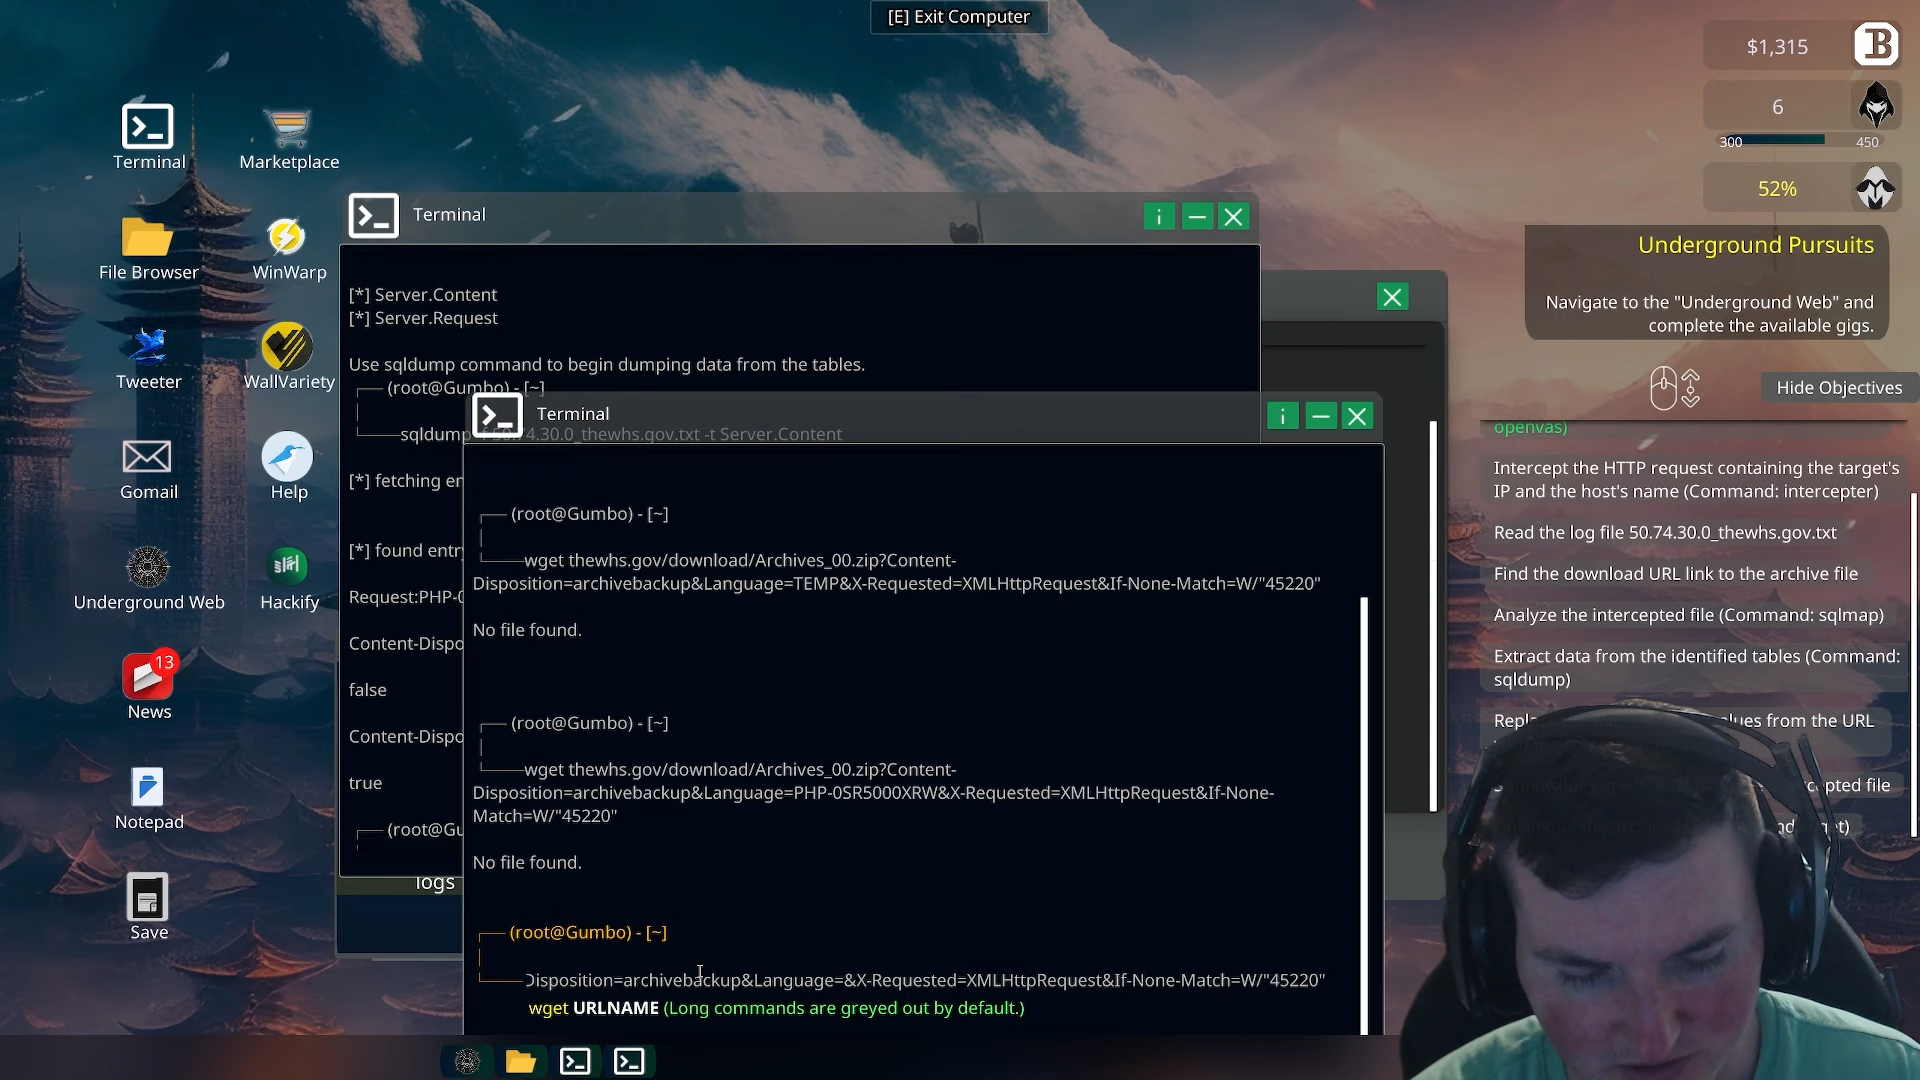 [E] Exit Computer
$1,315
B
6
300
450
52%
Underground Pursuits
Navigate to the "Underground Web" and
complete the available gigs.
Hide Objectives
openvas)
Intercept the HTTP request containing the target's
IP and the host's name (Command: intercepter)
Read the log file 50.74.30.0_thewhs.gov.txt
Find the download URL link to the archive file
Analyze the intercepted file (Command: sqlmap)
Extract data from the identified tables (Command:
sqldump)
from the URL
file
Terminal
Marketplace
File Browser
WinWarp
Tweeter
WallVariety
Gomail
Help
Underground Web
Hackify
13
News
Notepad
Save
Terminal
[*] Server.Content
[*] Server.Request
Use sqldump command to begin dumping data from the tables.
(root@Gumbo) - [~]
sqldump 74.30.0_thewhs.gov.txt -t Server.Content
[*] fetching
[*] found
Request:PHP-
false
true
logs
Terminal
(root@Gumbo) - [~]
wget thewhs.gov/download/Archives_00.zip?Content-
Disposition=archivebackup&Language=TEMP&X-Requested=XMLHttpRequest&If-None-Match=W/"45220"
No file found.
(root@Gumbo) - [~]
wget thewhs.gov/download/Archives_00.zip?Content-
Disposition=archivebackup&Language=PHP-0SR5000XRW&X-Requested=XMLHttpRequest&If-None-
Match=W/"45220"
No file found.
(root@Gumbo) - [~]
Disposition=archivebackup&Language=&X-Requested=XMLHttpRequest&If-None-Match=W/"45220"
wget URLNAME (Long commands are greyed out by default.)